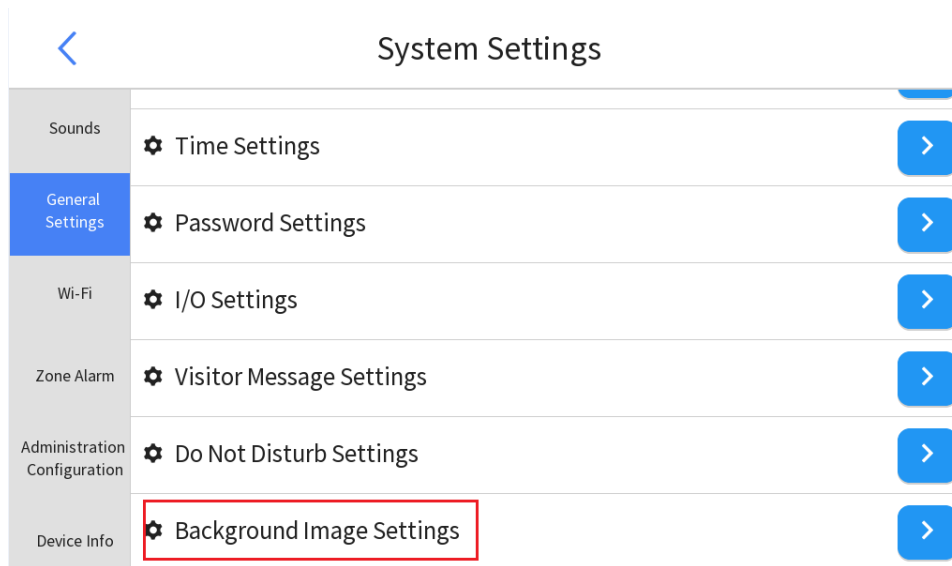 System Settings
Sounds
General
Settings
Wi-Fi
Zone Alarm
Administration
Configuration
Device Info
Time Settings
Password Settings
I/O Settings
Visitor Message Settings
Do Not Disturb Settings
Background Image Settings